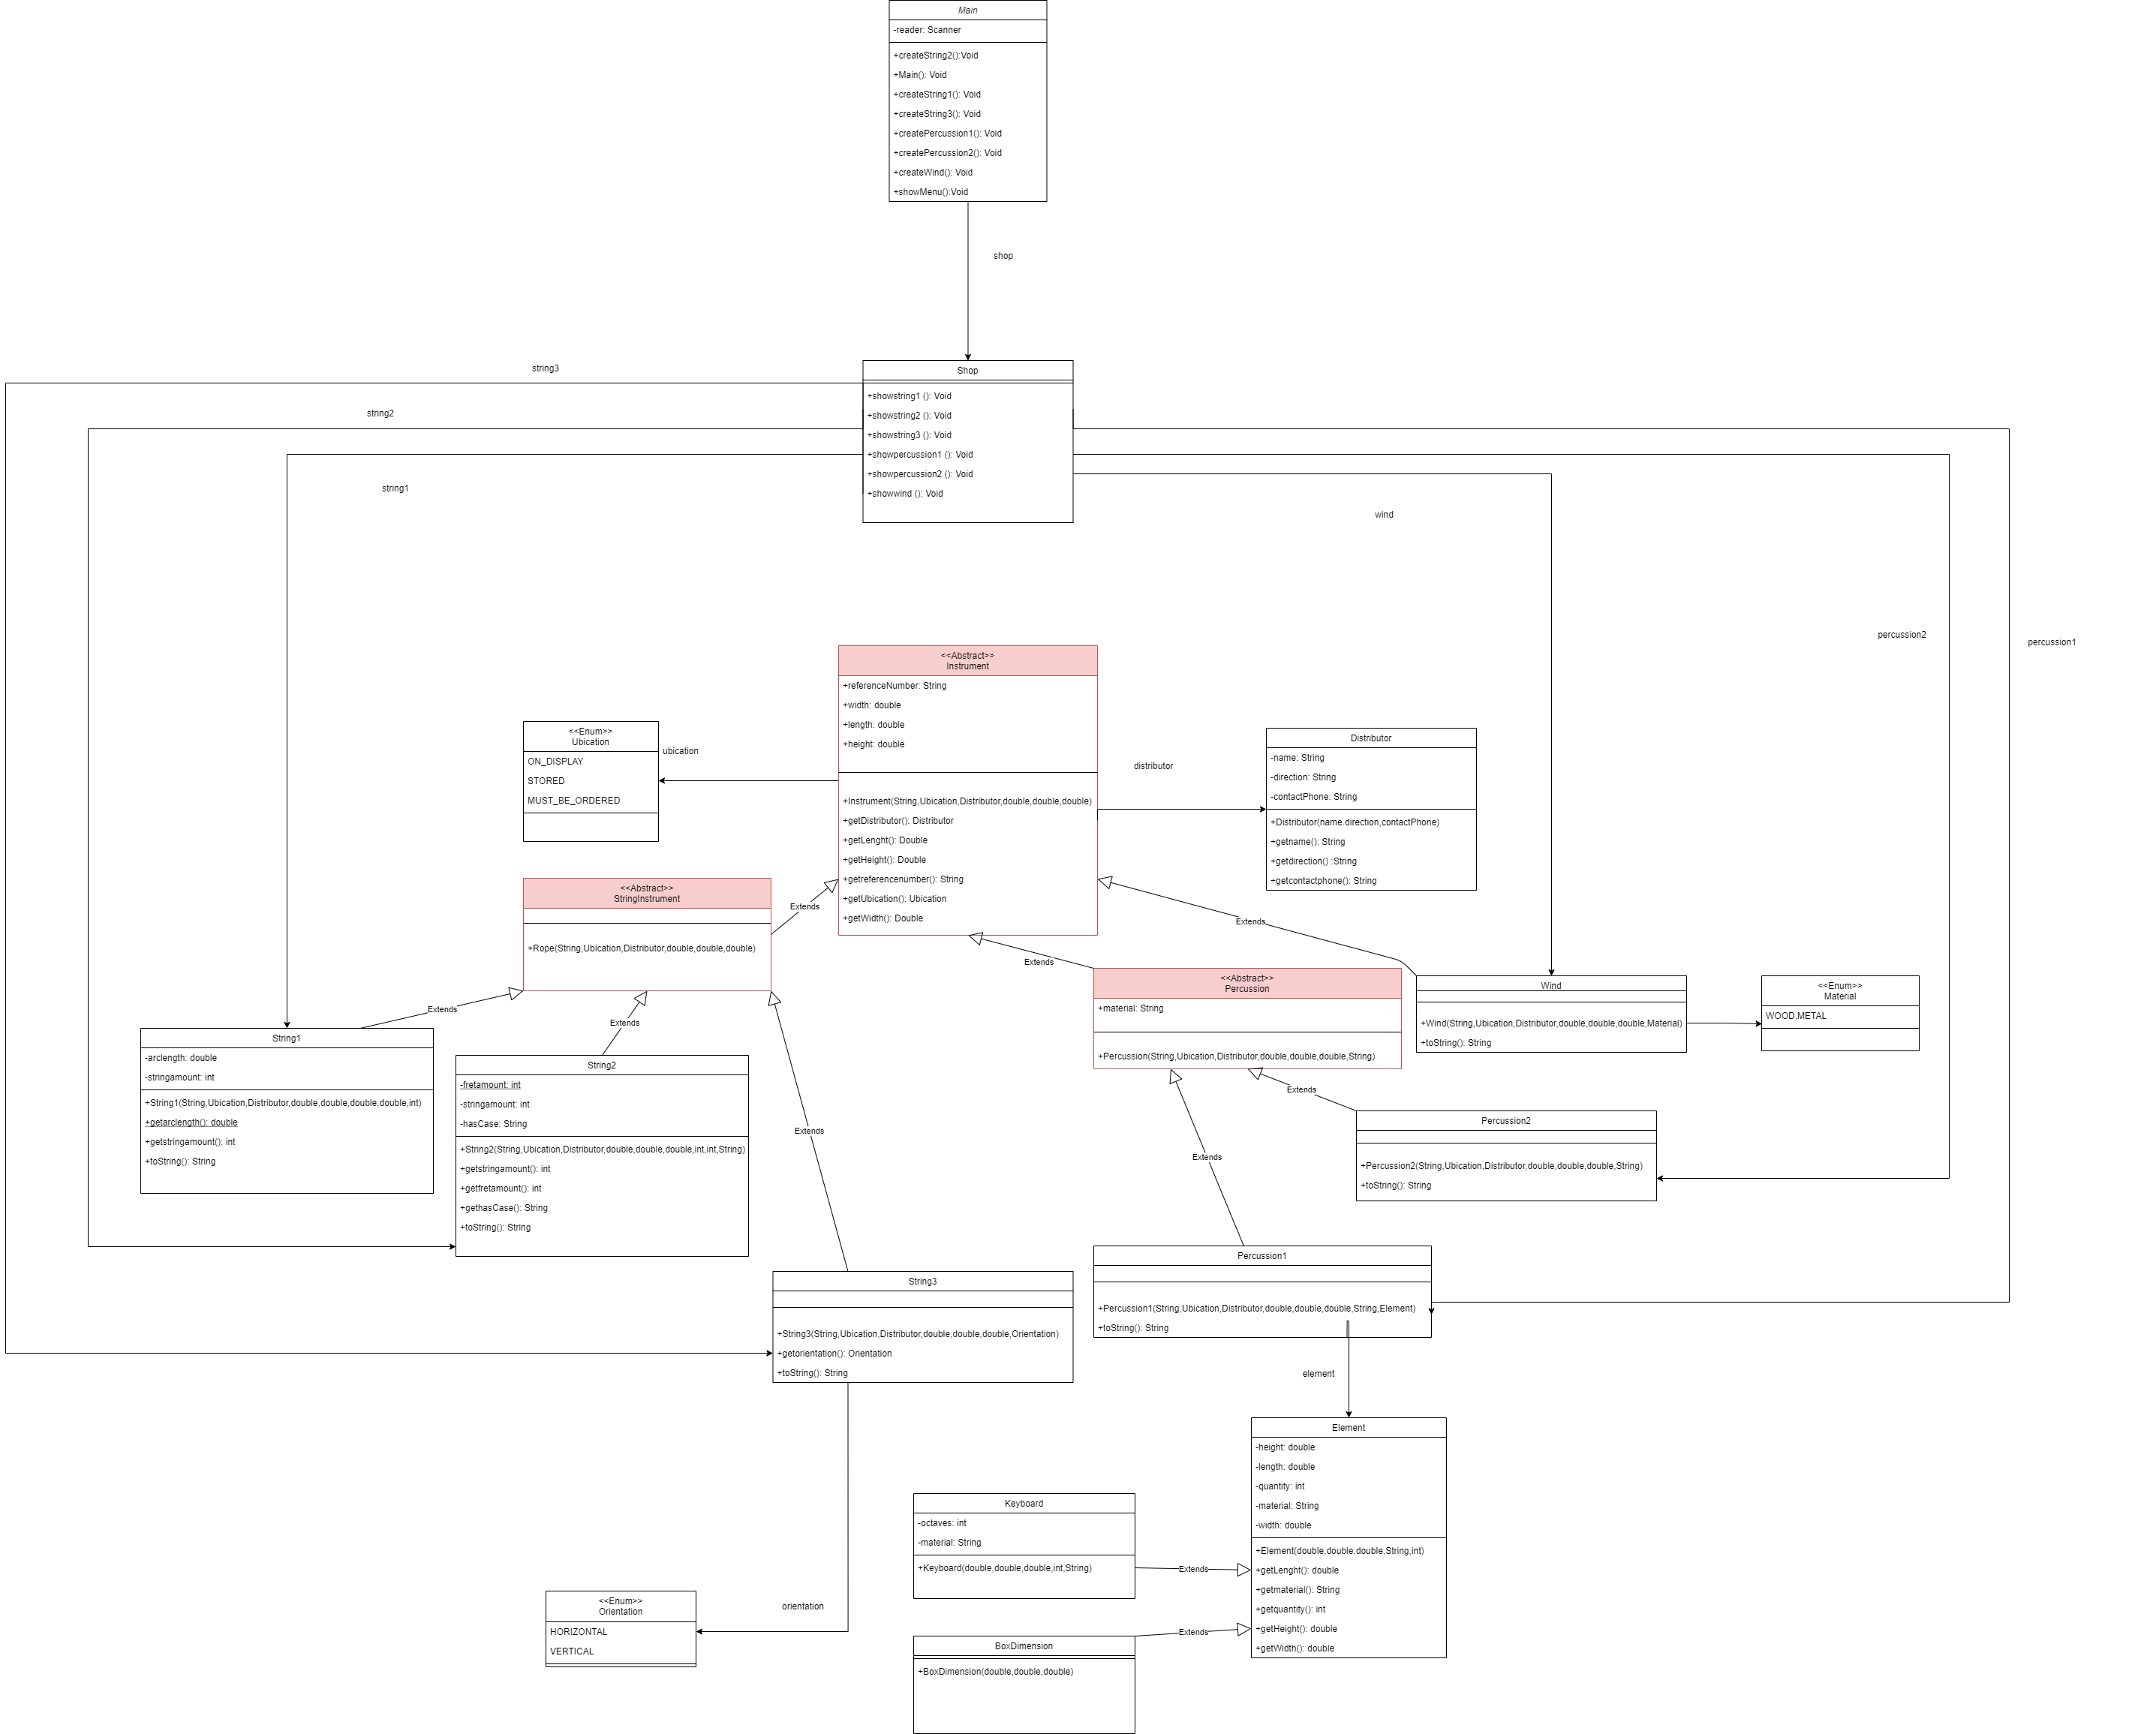 Main
-reader: Scanner
+createString2():Void
+Main(): Void
+createString1(): Void
+createString3(): Void
+createPercussion1(): Void
+createPercussion2(): Void
+createWind(): Void
+showMenu():Void
shop
Shop
+showstring1 (): Void
+showstring2 (): Void
+showstring3 (): Void
+showpercussion1 (): Void
+showpercussion2 (): Void
+showwind (): Void
string3
string2
string1
wind
percussion2
percussion1
<<Abstract>>
Instrument
+referenceNumber: String
+width: double
+length: double
+height: double
+Instrument(String,Ubication,Distributor,double,double,double)
+getDistributor(): Distributor
+getLenght(): Double
+getHeight(): Double
+getreferencenumber(): String
+getUbication(): Ubication
+getWidth(): Double
<<Enum>>
Ubication
ON_DISPLAY
STORED
MUST_BE_ORDERED
ubication
distributor
Distributor
-name: String
-direction: String
-contactPhone: String
+Distributor(name.direction,contactPhone)
+getname(): String
+getdirection() :String
+getcontactphone(): String
<<Abstract>>
StringInstrument
+Rope(String,Ubication,Distributor,double,double,double)
Extends
Extends
Extends
<<Abstract>>
Percussion
+material: String
+Percussion(String,Ubication,Distributor,double,double,double,String)
Wind
+Wind(String,Ubication,Distributor,double,double,double,Material)
+toString(): String
<<Enum>>
Material
WOOD,METAL
Extends
Extends
Extends
String1
-arclength: double
-stringamount: int
+String1(String,Ubication,Distributor,double,double,double,double,int)
+getarclength(): double
+getstringamount(): int
+toString(): String
String2
-fretamount: int
-stringamount: int
-hasCase: String
+String2(String,Ubication,Distributor,double,double,double,int,int,String)
+getstringamount(): int
+getfretamount(): int
+gethasCase(): String
+toString(): String
Extends
Extends
Percussion2
+Percussion2(String,Ubication,Distributor,double,double,double,String)
+toString(): String
String3
+String3(String,Ubication,Distributor,double,double,double,Orientation)
+getorientation(): Orientation
+toString(): String
Percussion1
+Percussion1(String,Ubication,Distributor,double,double,double,String,Element)
+toString(): String
element
Element
-height: double
-length: double
-quantity: int
-material: String
-width: double
+Element(double,double,double,String,int)
+getLenght(): double
+getmaterial(): String
+getquantity(): int
+getHeight(): double
+getWidth(): double
Keyboard
-octaves: int
-material: String
+Keyboard(double,double,double,int,String)
Extends
<<Enum>>
Orientation
HORIZONTAL
VERTICAL
orientation
BoxDimension
+BoxDimension(double,double,double)
Extends